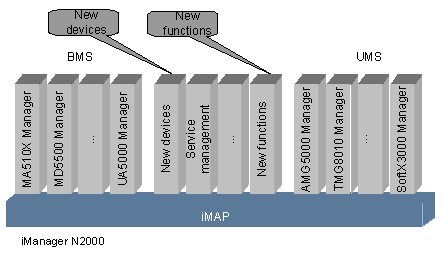 New
devices
New
functions
BMS
UMS
MA510X Manager
MD5500 Manager
...
UA5000 Manager
New devices
Service
management
...
New functions
AMG5000 Manager
TMG8010 Manager
...
SoftX3000 Manager
iMAP
iManager N2000